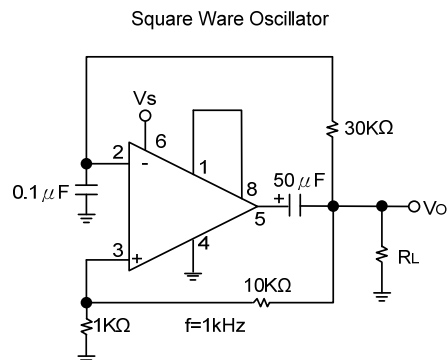 Square Ware Oscillator
Vs
6
30KΩ
2
-
1
0.1μF
8
50μF
+
5
VO
3
+
4
RL
10KΩ
1KΩ
f=1kHz